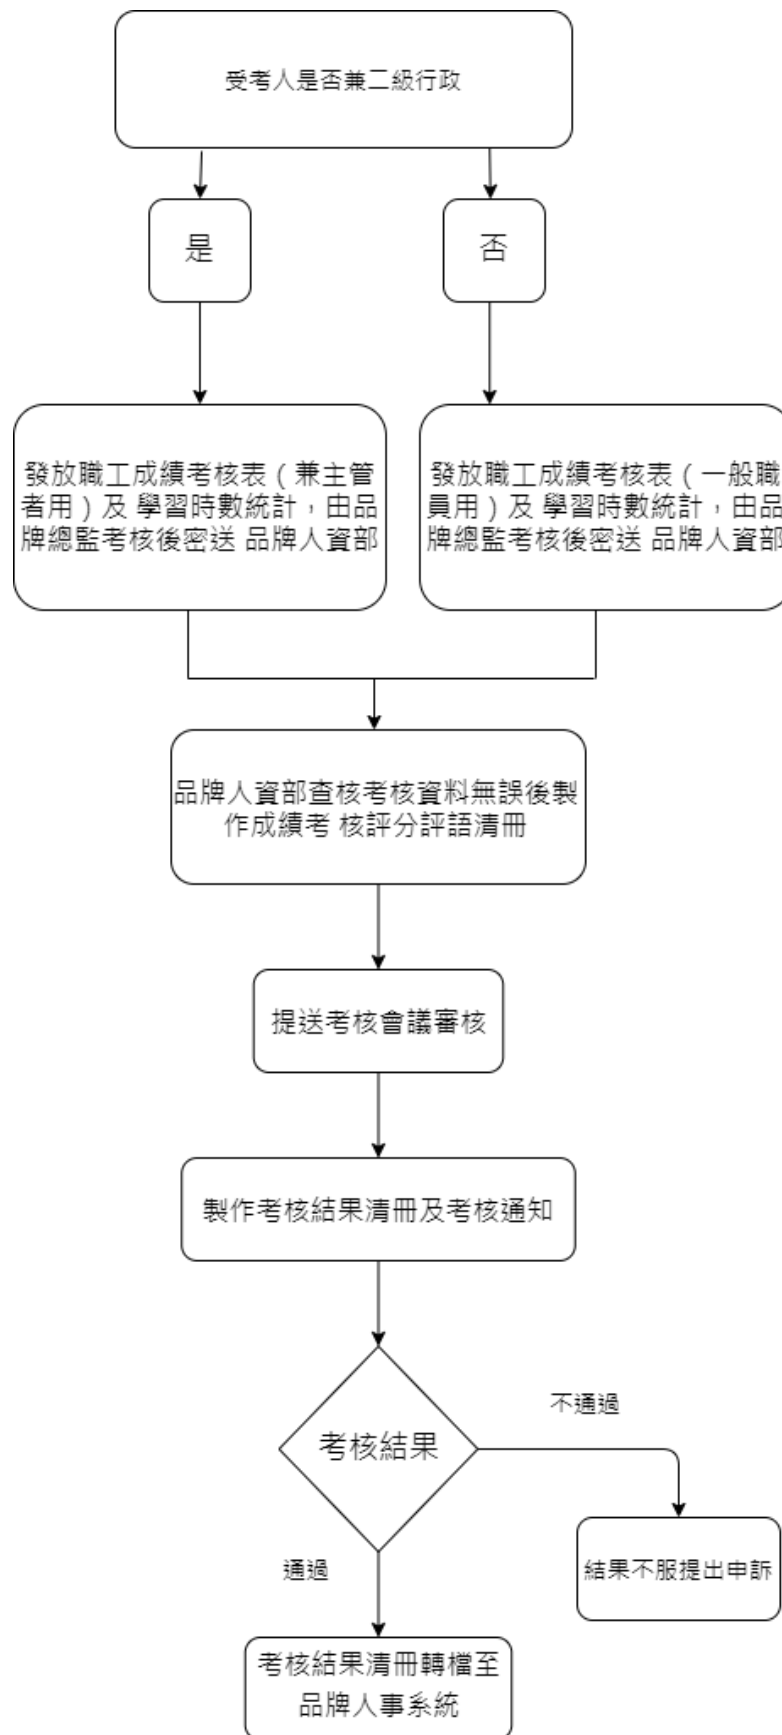 受考人是否兼二級行政
是
否
發放職工成績考核表（兼主管
者用）及 學習時數統計，由品
牌總監考核後密送 品牌人資部
發放職工成績考核表（一般職
員用）及 學習時數統計，由品
牌總監考核後密送 品牌人資部
品牌人資部查核考核資料無誤後製
作成績考 核評分評語清冊
提送考核會議審核
製作考核結果清冊及考核通知
考核結果
不通過
結果不服提出申訴
通過
考核結果清冊轉檔至
品牌人事系統